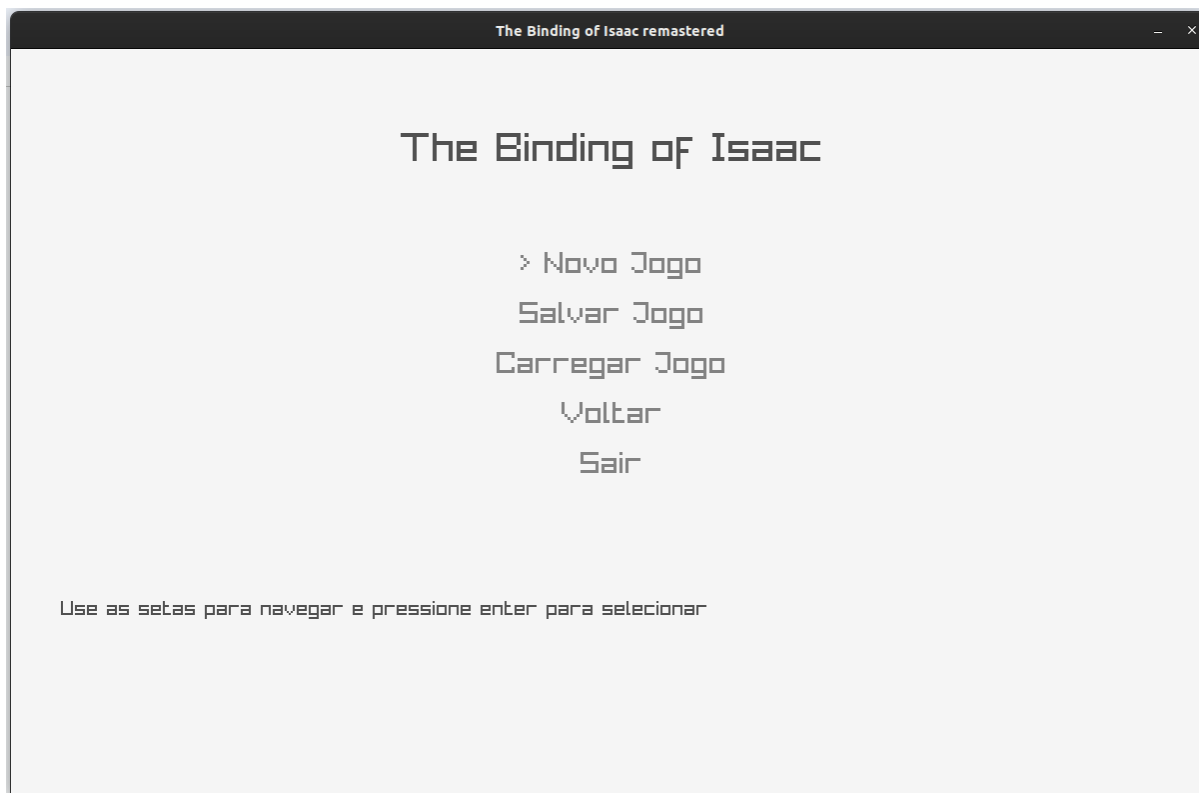 The Binding of Isaac remastered
The Binding of Isaac
> Novo Jogo
Salvar Jogo
Carregar Jogo
Voltar
Sair
Use as setas para navegar e pressione enter para selecionar